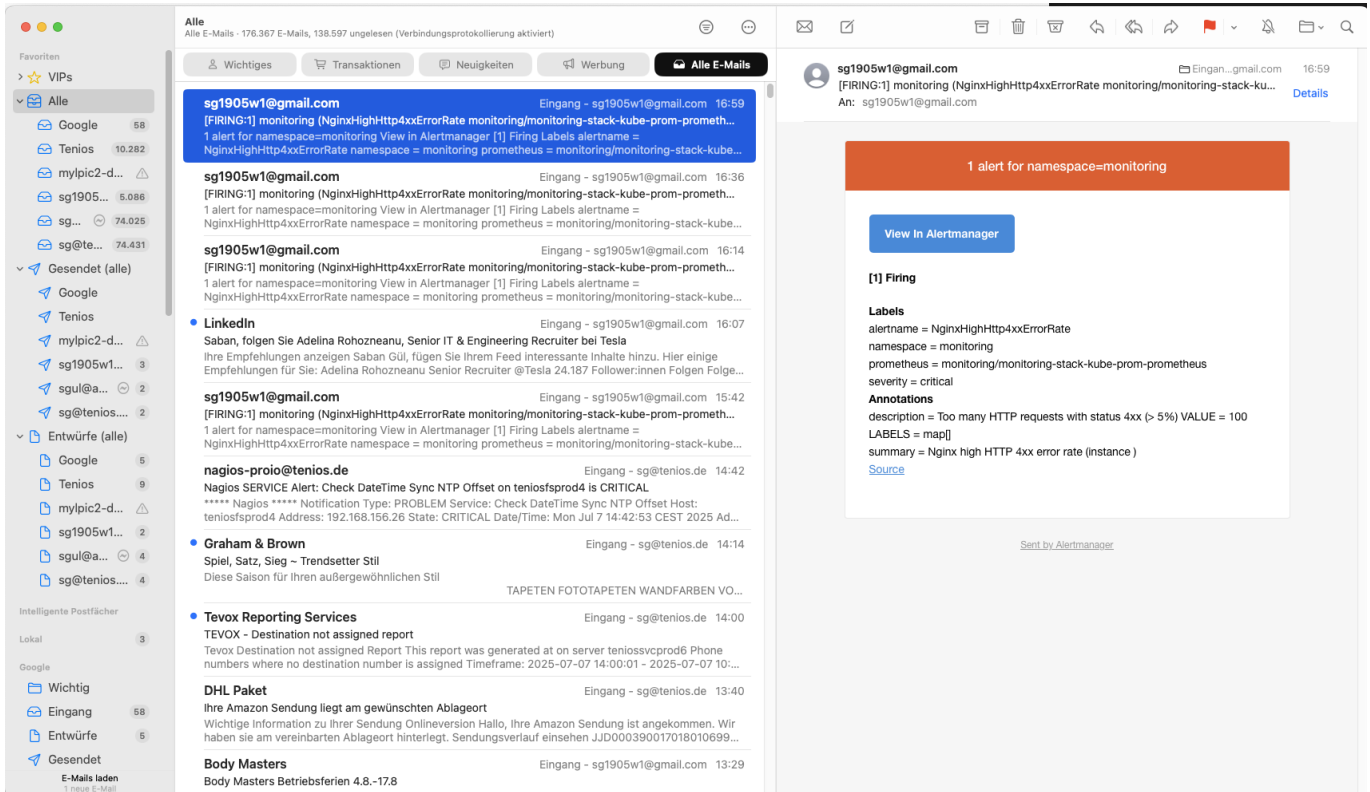 Favoriten
VIPs
Alle
Google 58
Tenios 10.282
mylpic2-d...
sg1905... 5.086
sg... 74.025
sg@te... 74.431
Gesendet (alle)
Google
Tenios
mylpic2-d...
sg1905w1... 3
sgul@a... 2
sg@tenios.... 2
Entwürfe (alle)
Google 5
Tenios 9
mylpic2-d...
sg1905w1... 2
sgul@a... 4
sg@tenios.... 4
Intelligente Postfächer
Lokal 3
Google
Wichtig
Eingang 58
Entwürfe 5
Gesendet
E-Mails laden
1 neue E-Mail
Alle
Alle E-Mails - 176.367 E-Mails, 138.597 ungelesen (Verbindungsprotokollierung aktiviert)
Wichtiges Transaktionen Neuigkeiten Werbung Alle E-Mails
sg1905w1@gmail.com Eingang - sg1905w1@gmail.com 16:59
[FIRING:1] monitoring (NginxHighHttp4xxErrorRate monitoring/monitoring-stack-kube-prom-prometh...
1 alert for namespace=monitoring View in Alertmanager [1] Firing Labels alertname =
NginxHighHttp4xxErrorRate namespace = monitoring prometheus = monitoring/monitoring-stack-kube...
sg1905w1@gmail.com Eingang - sg1905w1@gmail.com 16:36
[FIRING:1] monitoring (NginxHighHttp4xxErrorRate monitoring/monitoring-stack-kube-prom-prometh...
1 alert for namespace=monitoring View in Alertmanager [1] Firing Labels alertname =
NginxHighHttp4xxErrorRate namespace = monitoring prometheus = monitoring/monitoring-stack-kube...
sg1905w1@gmail.com Eingang - sg1905w1@gmail.com 16:14
[FIRING:1] monitoring (NginxHighHttp4xxErrorRate monitoring/monitoring-stack-kube-prom-prometh...
1 alert for namespace=monitoring View in Alertmanager [1] Firing Labels alertname =
NginxHighHttp4xxErrorRate namespace = monitoring prometheus = monitoring/monitoring-stack-kube...
LinkedIn Eingang - sg1905w1@gmail.com 16:07
Saban, folgen Sie Adelina Rohozneanu, Senior IT & Engineering Recruiter bei Tesla
Ihre Empfehlungen anzeigen Saban Gül, fügen Sie Ihrem Feed interessante Inhalte hinzu. Hier einige
Empfehlungen für Sie: Adelina Rohozneanu Senior Recruiter @Tesla 24.187 Follower:innen Folgen Folge...
sg1905w1@gmail.com Eingang - sg1905w1@gmail.com 15:42
[FIRING:1] monitoring (NginxHighHttp4xxErrorRate monitoring/monitoring-stack-kube-prom-prometh...
1 alert for namespace=monitoring View in Alertmanager [1] Firing Labels alertname =
NginxHighHttp4xxErrorRate namespace = monitoring prometheus = monitoring/monitoring-stack-kube...
nagios-proio@tenios.de Eingang - sg@tenios.de 14:42
Nagios SERVICE Alert: Check DateTime Sync NTP Offset on teniosfsprod4 is CRITICAL
***** Nagios ***** Notification Type: PROBLEM Service: Check DateTime Sync NTP Offset Host:
teniosfsprod4 Address: 192.168.156.26 State: CRITICAL Date/Time: Mon Jul 7 14:42:53 CEST 2025 Ad...
Graham & Brown Eingang - sg@tenios.de 14:14
Spiel, Satz, Sieg ~ Trendsetter Stil
Diese Saison für Ihren außergewöhnlichen Stil
TAPETEN FOTOTAPETEN WANDFARBEN VO...
Tevox Reporting Services Eingang - sg@tenios.de 14:00
TEVOX - Destination not assigned report
Tevox Destination not assigned Report This report was generated at on server teniossvcprod6 Phone
numbers where no destination number is assigned Timeframe: 2025-07-07 14:00:01 - 2025-07-07 10:...
DHL Paket Eingang - sg@tenios.de 13:40
Ihre Amazon Sendung liegt am gewünschten Ablageort
Wichtige Information zu Ihrer Sendung Onlineversion Hallo, Ihre Amazon Sendung ist angekommen. Wir
haben sie am vereinbarten Ablageort hinterlegt. Sendungsverlauf einsehen JJD000390017018010699...
Body Masters Eingang - sg1905w1@gmail.com 13:29
Body Masters Betriebsferien 4.8.-17.8
sg1905w1@gmail.com Eingan...gmail.com 16:59
[FIRING:1] monitoring (NginxHighHttp4xxErrorRate monitoring/monitoring-stack-ku...
Details
An: sg1905w1@gmail.com
1 alert for namespace=monitoring
View In Alertmanager
[1] Firing
Labels
alertname = NginxHighHttp4xxErrorRate
namespace = monitoring
prometheus = monitoring/monitoring-stack-kube-prom-prometheus
severity = critical
Annotations
description = Too many HTTP requests with status 4xx (> 5%) VALUE = 100
LABELS = map[]
summary = Nginx high HTTP 4xx error rate (instance )
Source
Sent by Alertmanager